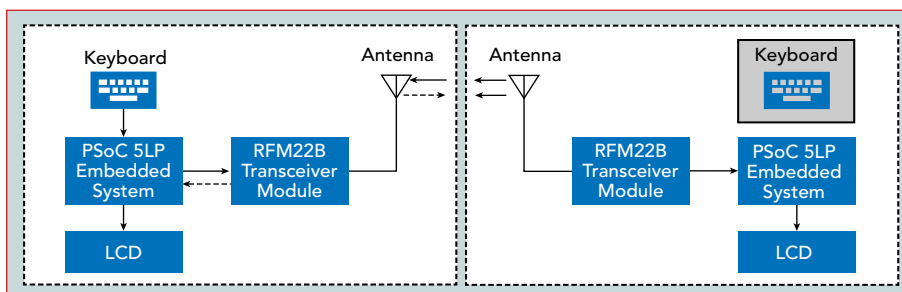 Keyboard
Antenna
PSoC 5LP
Embedded
System
RFM22B
Transceiver
Module
LCD
Antenna
Keyboard
RFM22B
Transceiver
Module
PSoC 5LP
Embedded
System
LCD